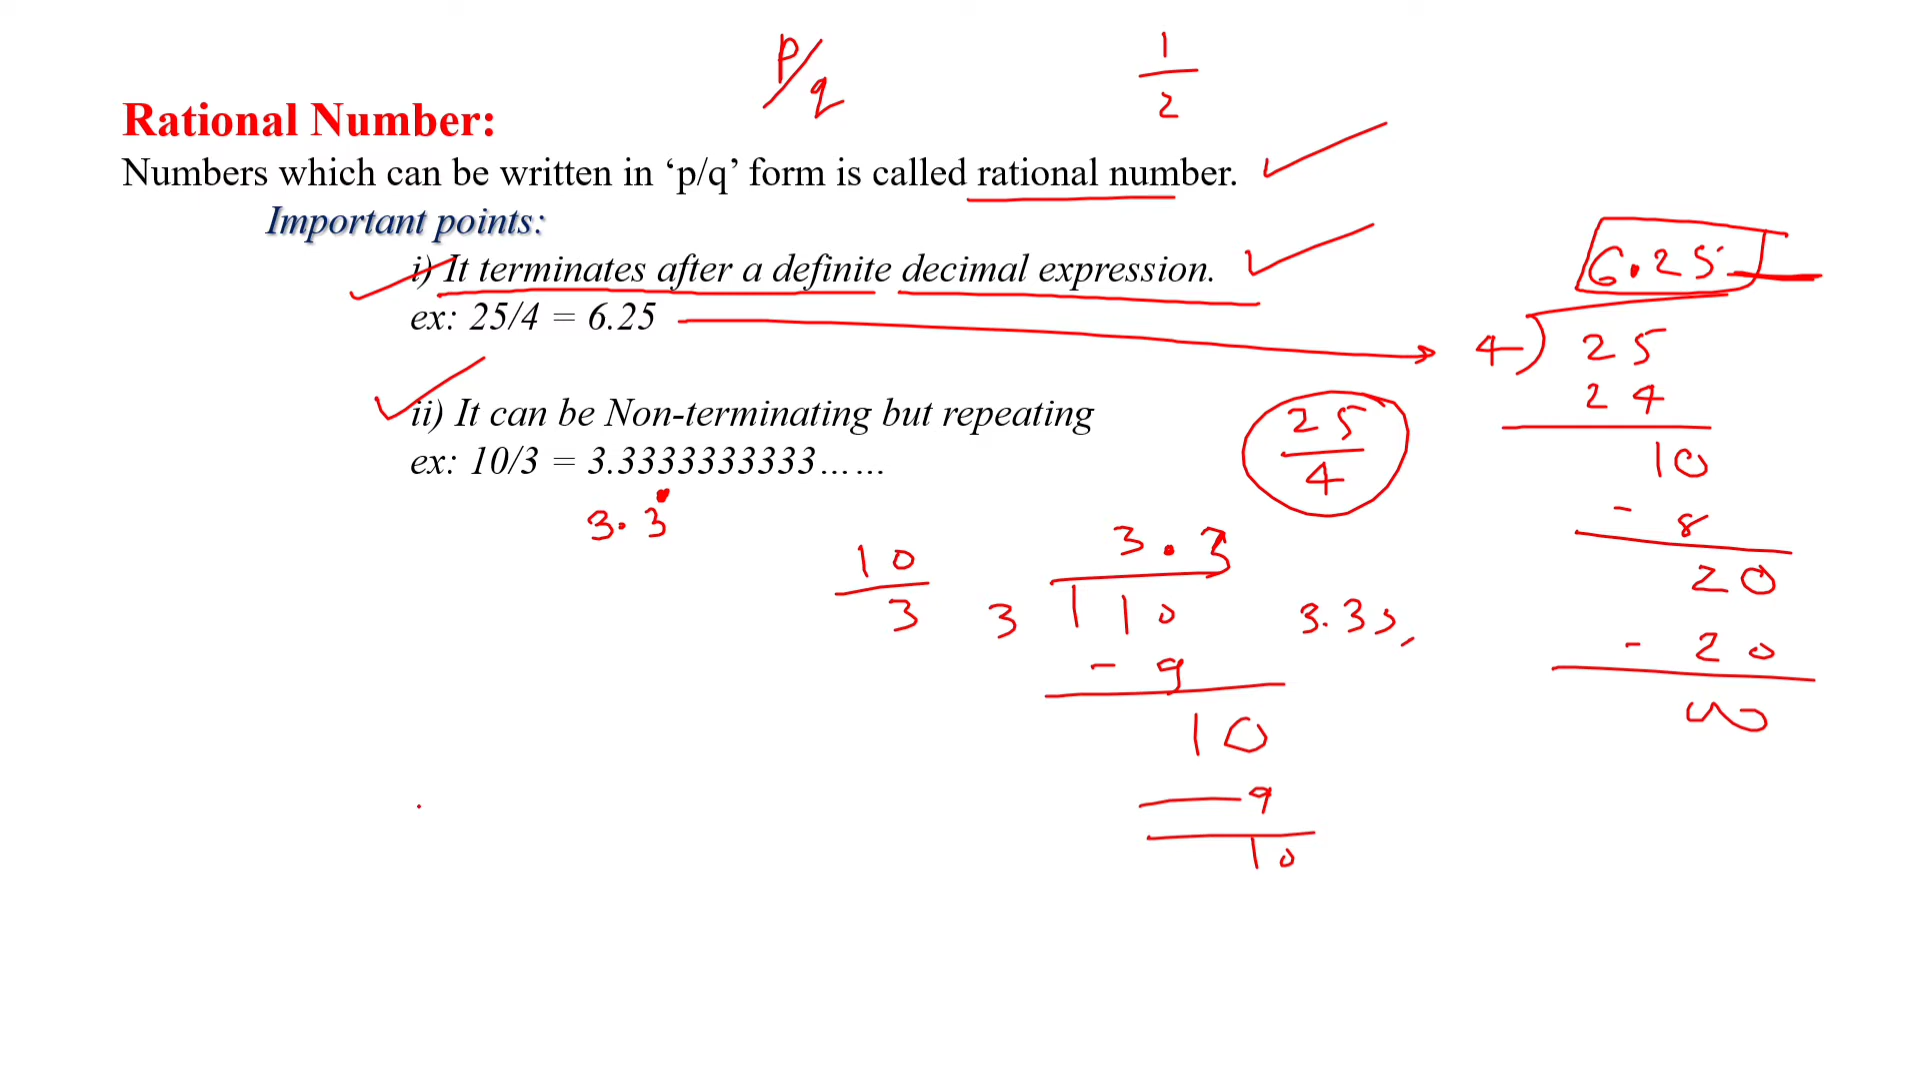 p/q
1
2
Rational Number:
Numbers which can be written in ‘p/q’ form is called rational number.
Important points:
i) It terminates after a definite decimal expression.
ex: 25/4 = 6.25
ii) It can be Non-terminating but repeating
ex: 10/3 = 3.3333333333......
3.3
10
3
3.3
3 10
- 9
10
9
10
3.33,
25
4
6.25
4) 25
24
10
- 8
20
- 20
00